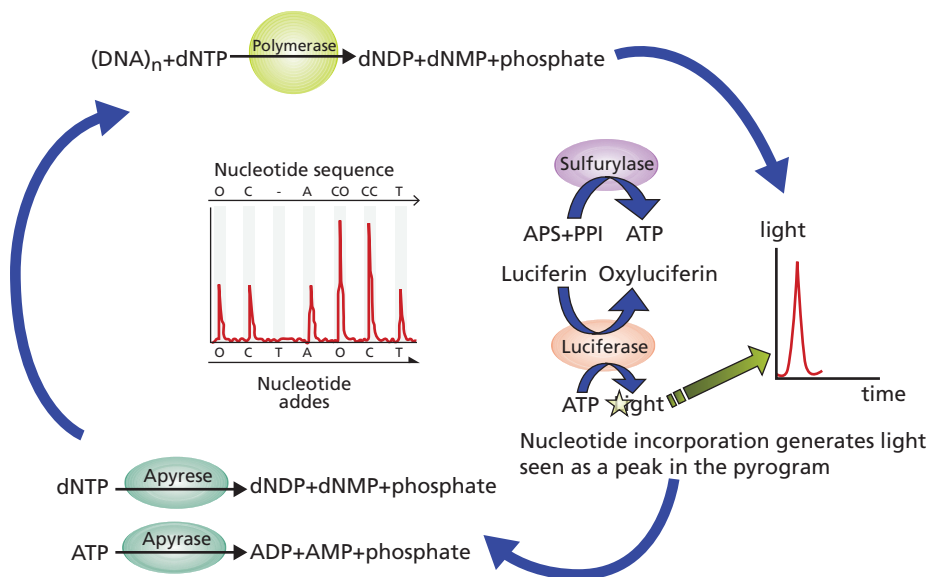 (DNA)n+dNTP Polymerase dNDP+dNMP+phosphate
Nucleotide sequence
O C - A CO CC T
O C T A O C T
Nucleotide
addes
Sulfurylase
APS+PPI ATP
Luciferin Oxyluciferin
Luciferase
ATP light
light
time
Nucleotide incorporation generates light
seen as a peak in the pyrogram
dNTP Apyrese dNDP+dNMP+phosphate
ATP Apyrase ADP+AMP+phosphate